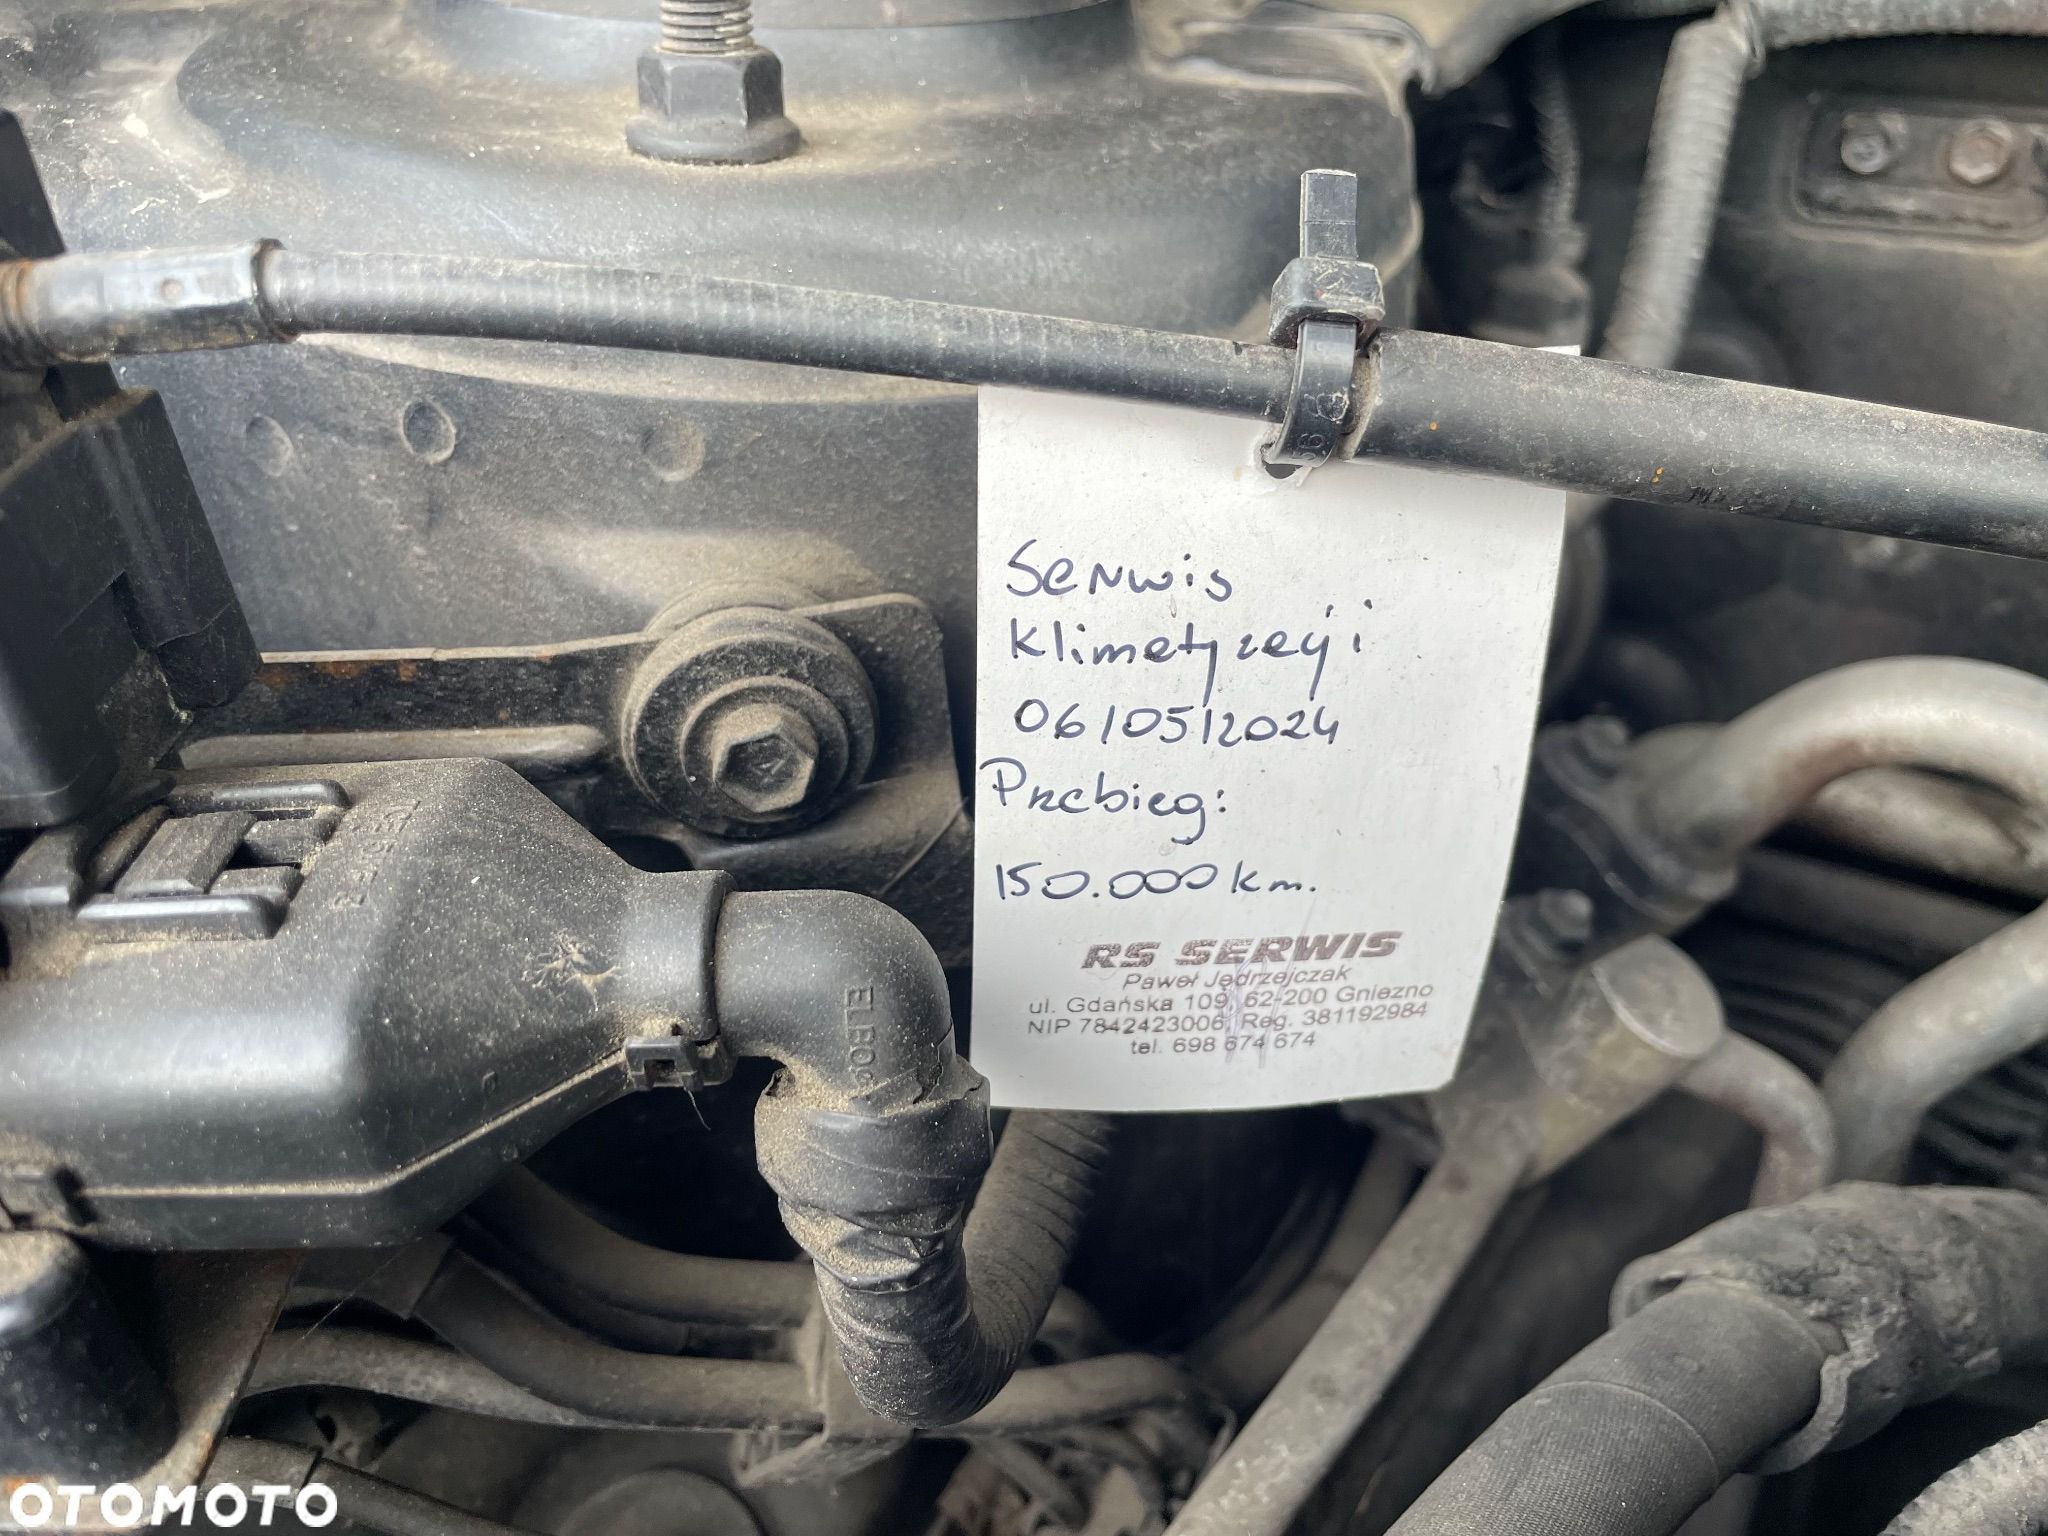 Serwis
Klimetyzecji
06/05/2024
Przebieg:
150.000 km.
RS SERWIS
Paweł Jędrzejczak
ul. Gdańska 109, 62-200 Gniezno
NIP 7842423006, Reg. 381192984
tel. 698 674 674
OTOMOTO